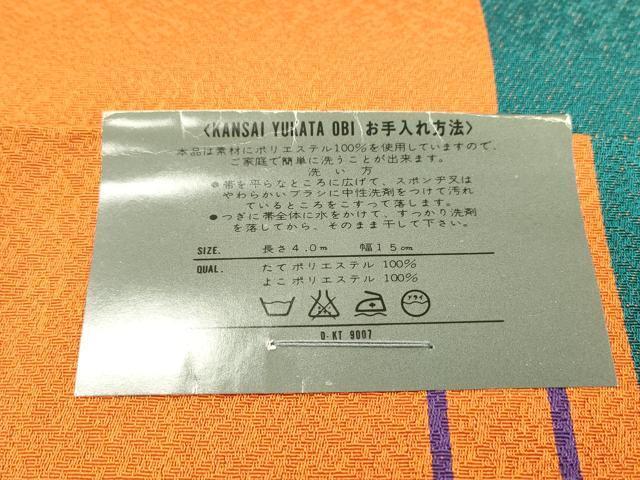 〈KANSAI YUKATA OBI お手入れ方法〉
本品は素材にポリエステル100%を使用していますので、
ご家庭で簡単に洗うことが出来ます。
洗い方
●帯を平らなところに広げて、スポンヂ又は
やわらかいブラシに中性洗剤をつけて汚れ
ているところをこすって落します。
●つぎに帯全体に水をかけて、すっかり洗剤
を落してから、そのまま干して下さい。
SIZE. 長さ4.0m 幅15cm
QUAL. たてポリエステル 100%
よこポリエステル 100%
ドライ
D-KT 9007